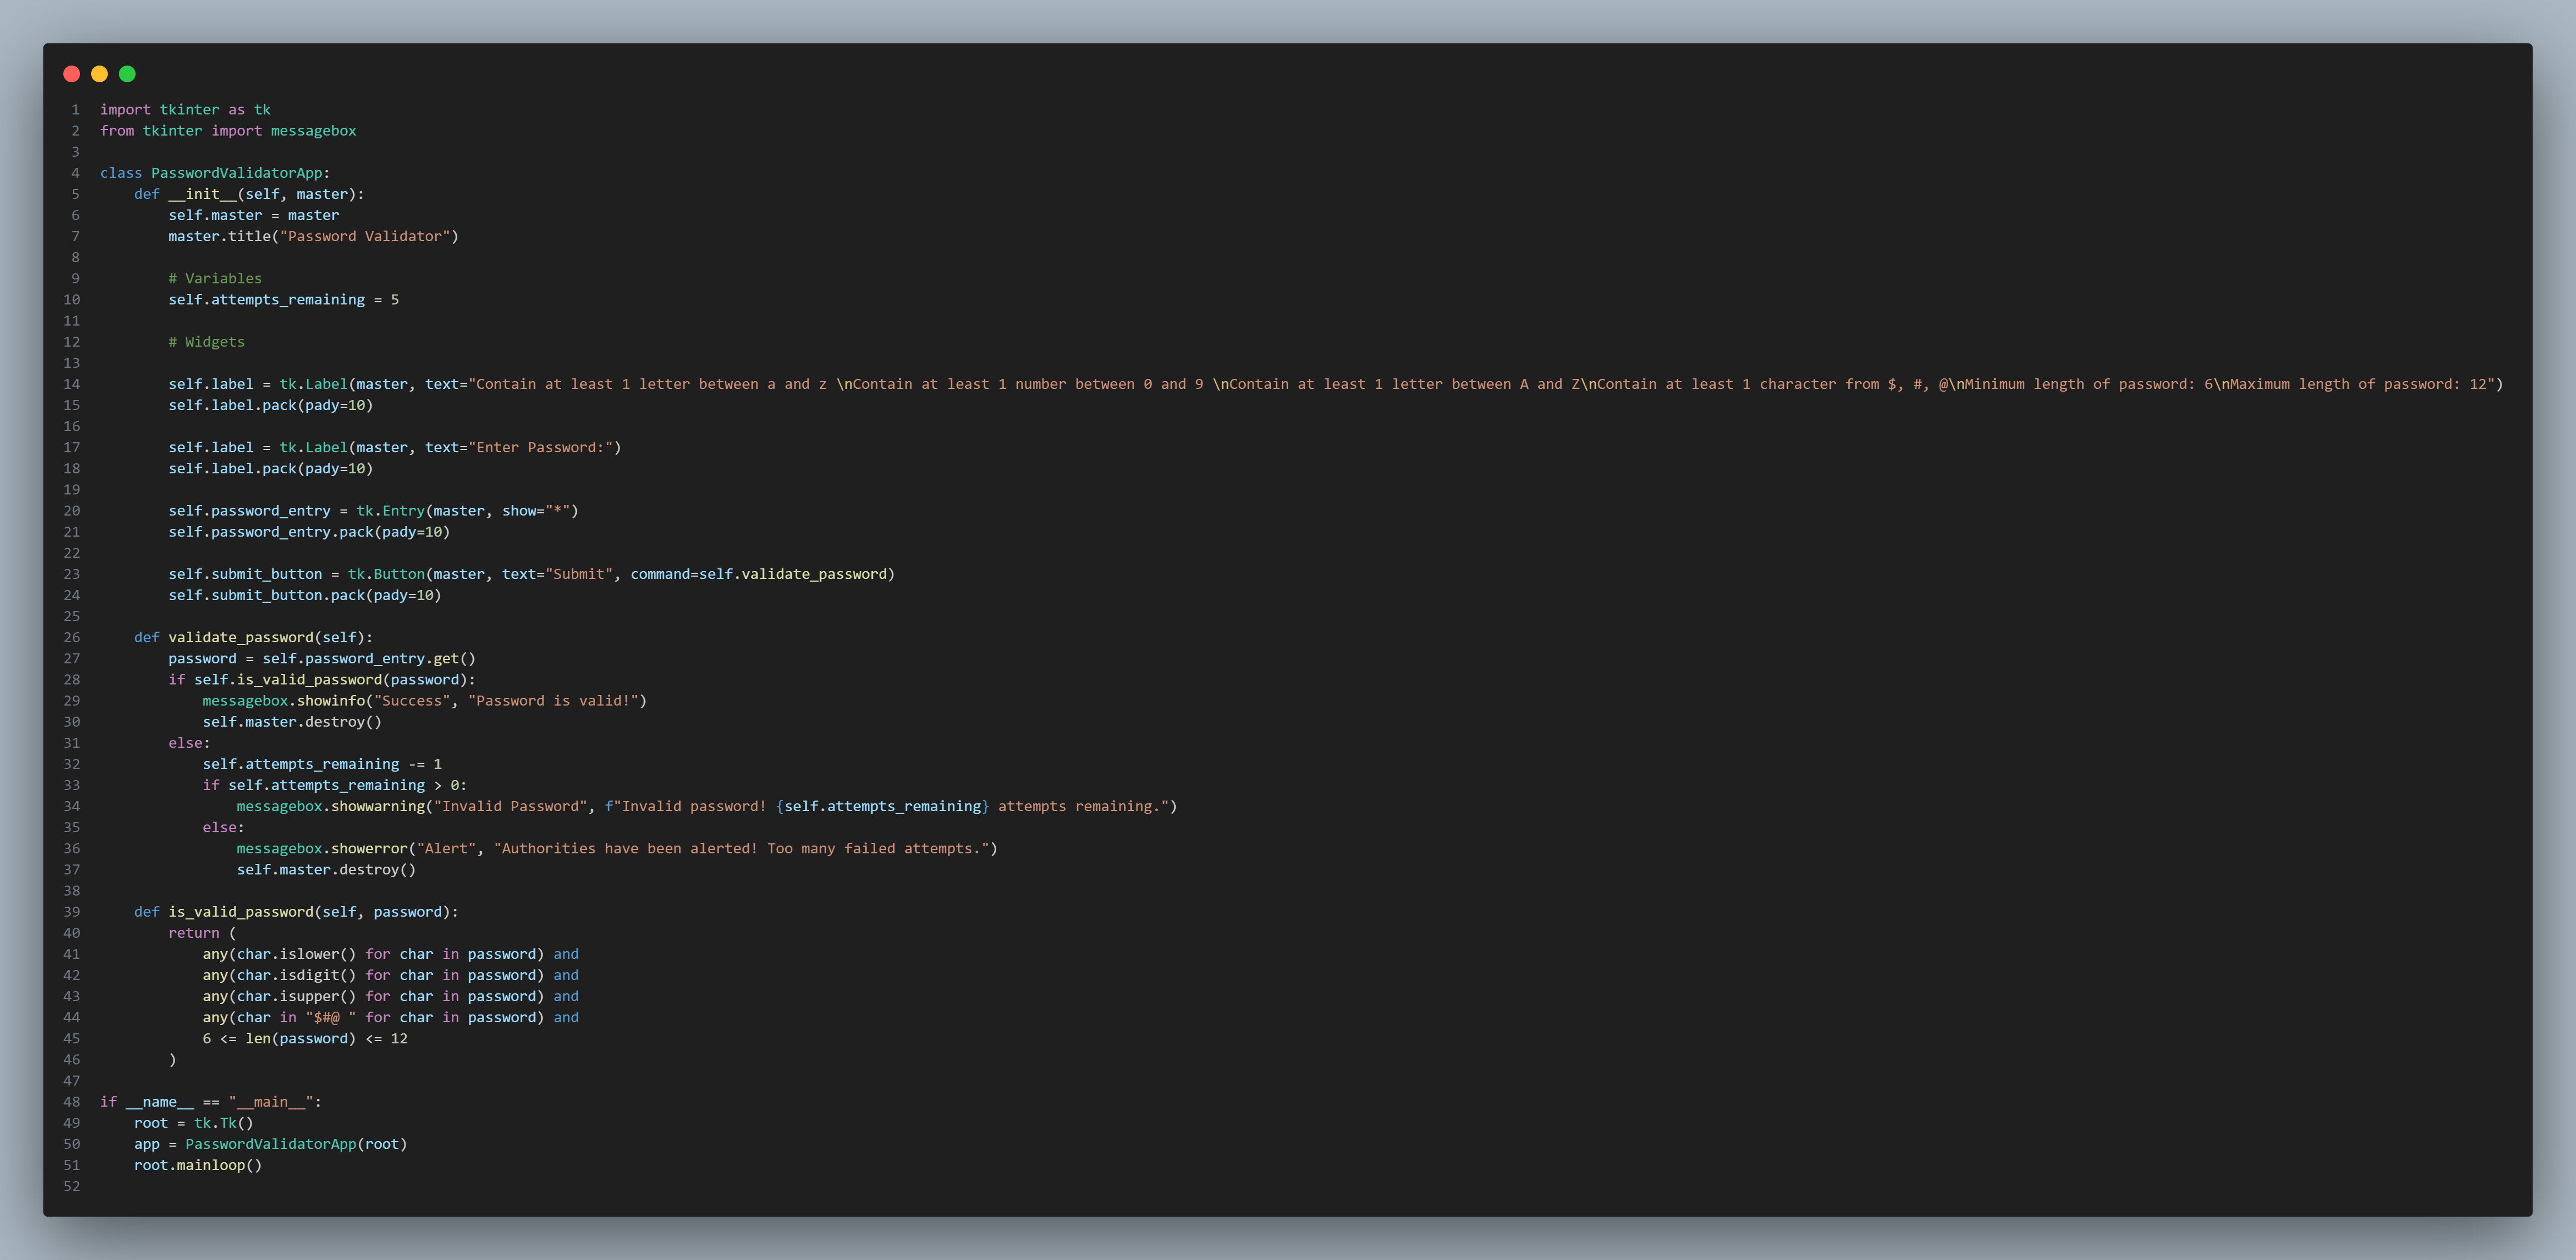 1 import tkinter as tk
2 from tkinter import messagebox
3
4 class PasswordValidatorApp:
5     def __init__(self, master):
6         self.master = master
7         master.title("Password Validator")
8
9         # Variables
10         self.attempts_remaining = 5
11
12         # Widgets
13
14         self.label = tk.Label(master, text="Contain at least 1 letter between a and z \nContain at least 1 number between 0 and 9 \nContain at least 1 letter between A and Z\nContain at least 1 character from $, #, @\nMinimum length of password: 6\nMaximum length of password: 12")
15         self.label.pack(pady=10)
16
17         self.label = tk.Label(master, text="Enter Password:")
18         self.label.pack(pady=10)
19
20         self.password_entry = tk.Entry(master, show="*")
21         self.password_entry.pack(pady=10)
22
23         self.submit_button = tk.Button(master, text="Submit", command=self.validate_password)
24         self.submit_button.pack(pady=10)
25
26     def validate_password(self):
27         password = self.password_entry.get()
28         if self.is_valid_password(password):
29             messagebox.showinfo("Success", "Password is valid!")
30             self.master.destroy()
31         else:
32             self.attempts_remaining -= 1
33             if self.attempts_remaining > 0:
34                 messagebox.showwarning("Invalid Password", f"Invalid password! {self.attempts_remaining} attempts remaining.")
35             else:
36                 messagebox.showerror("Alert", "Authorities have been alerted! Too many failed attempts.")
37                 self.master.destroy()
38
39     def is_valid_password(self, password):
40         return (
41             any(char.islower() for char in password) and
42             any(char.isdigit() for char in password) and
43             any(char.isupper() for char in password) and
44             any(char in "$#@ " for char in password) and
45             6 <= len(password) <= 12
46         )
47
48 if __name__ == "__main__":
49     root = tk.Tk()
50     app = PasswordValidatorApp(root)
51     root.mainloop()
52